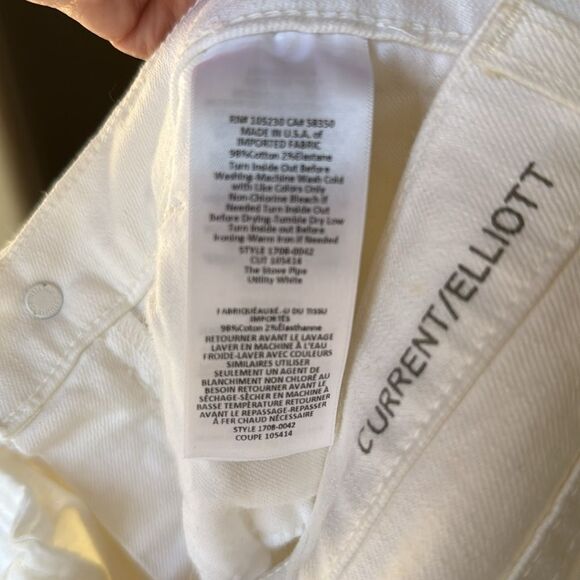 RN# 105230 CA# 58350
MADE IN U.S.A. of
IMPORTED FABRIC
98%Cotton 2%Elastane
Turn Inside Out Before
Washing-Machine Wash Cold
with Like Colors Only
Non-Chlorine Bleach If
Needed Turn Inside Out
Before Drying-Tumble Dry Low
Turn Inside out Before
Ironing-Warm Iron if Needed
STYLE 1708-0042
CUT 105414
The Stove Pipe
Utility White
FABRIQUÉAUXÉ.-U DU TISSU
IMPORTÉS
98%Coton 2%Élasthanne
RETOURNER AVANT LE LAVAGE
LAVER EN MACHINE À L'EAU
FROIDE-LAVER AVEC COULEURS
SIMILAIRES UTILISER
SEULEMENT UN AGENT DE
BLANCHIMENT NON CHLORÉ AU
BESOIN RETOURNER AVANT LE
SÉCHAGE-SÈCHER EN MACHINE À
BASSE TEMPÉRATURE RETOURNER
AVANT LE REPASSAGE-REPASSER
À FER CHAUD NÉCESSAIRE
STYLE 1708-0042
COUPE 105414
CURRENT/ELLIOTT